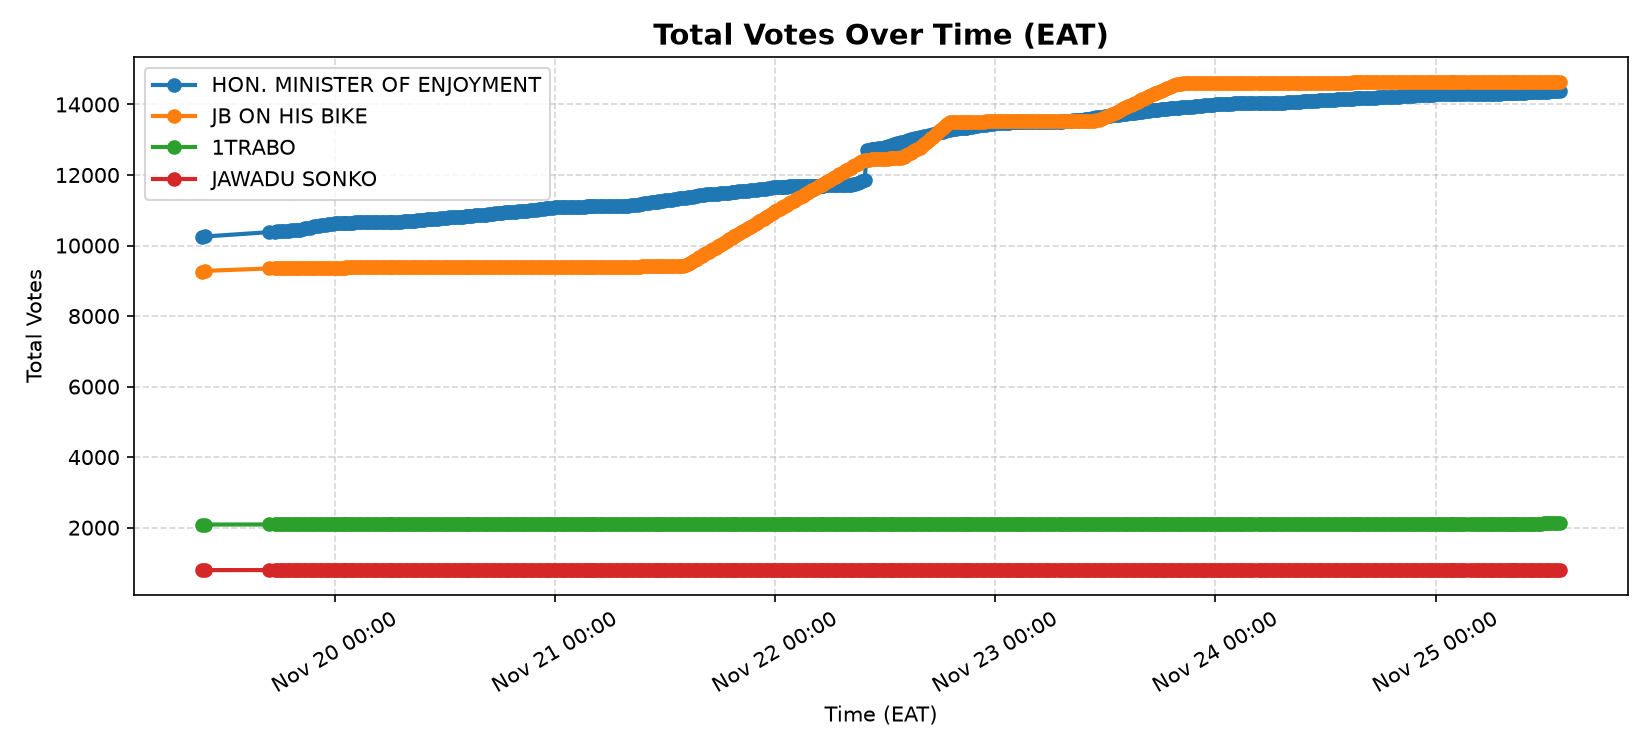 Total Votes Over Time (EAT)
HON. MINISTER OF ENJOYMENT
JB ON HIS BIKE
1TRABO
JAWADU SONKO
Total Votes
14000
12000
10000
8000
6000
4000
2000
Nov 20 00:00
Nov 21 00:00
Nov 22 00:00
Nov 23 00:00
Nov 24 00:00
Nov 25 00:00
Time (EAT)